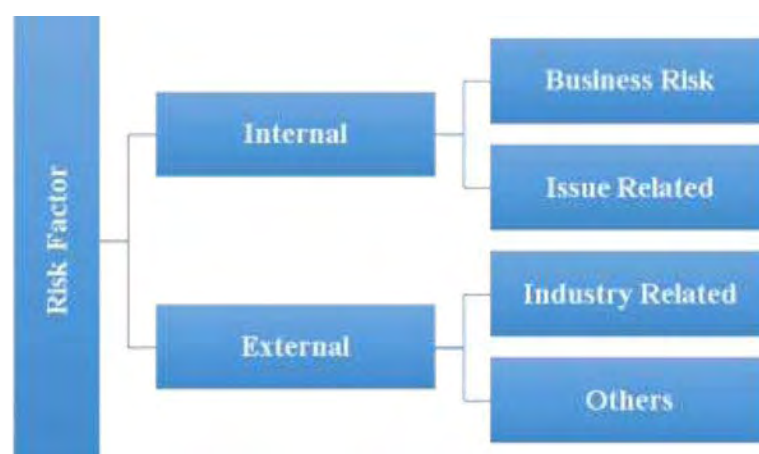 Risk Factor
Internal
Business Risk
Issue Related
External
Industry Related
Others